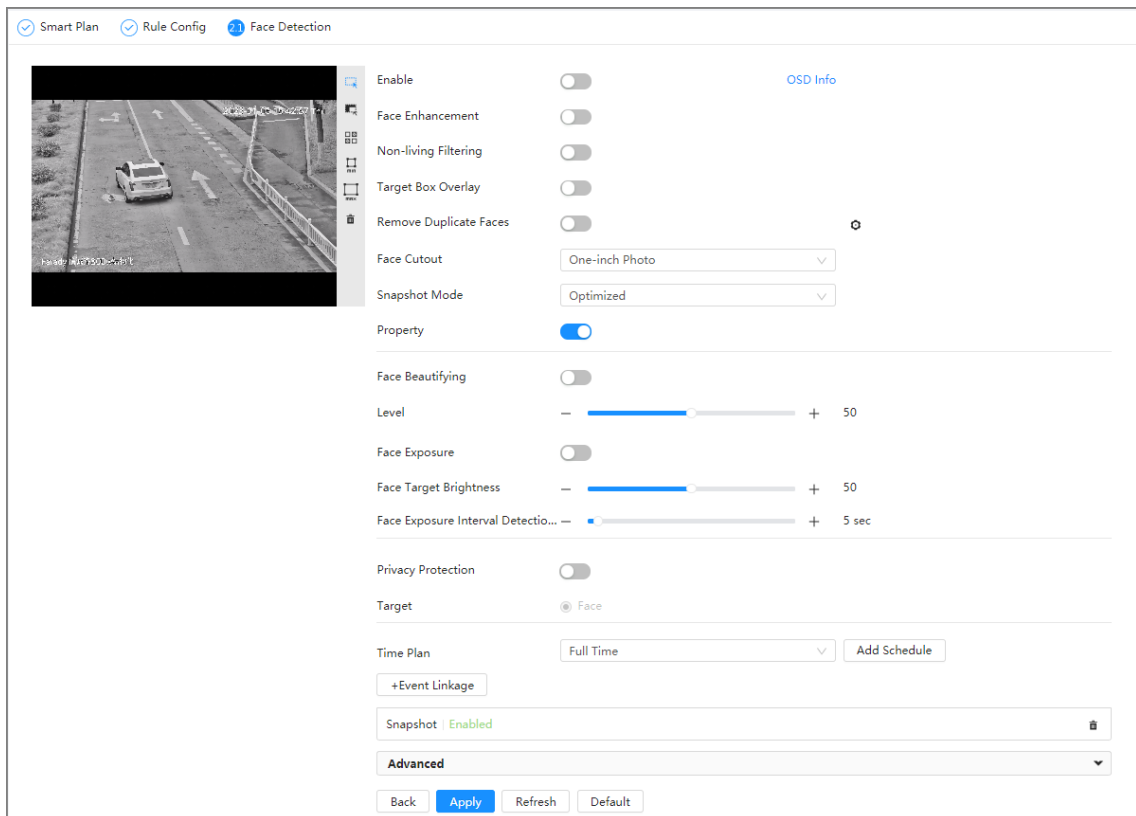 Smart Plan Rule Config 2.1 Face Detection
Enable OSD Info
Face Enhancement
Non-living Filtering
min
Target Box Overlay
max
Remove Duplicate Faces
Face Cutout One-inch Photo
Snapshot Mode Optimized
Property
Face Beautifying
Level − + 50
Face Exposure
Face Target Brightness − + 50
Face Exposure Interval Detectio... − + 5 sec
Privacy Protection
Target Face
Time Plan Full Time Add Schedule
+Event Linkage
Snapshot | Enabled
Advanced
Back Apply Refresh Default